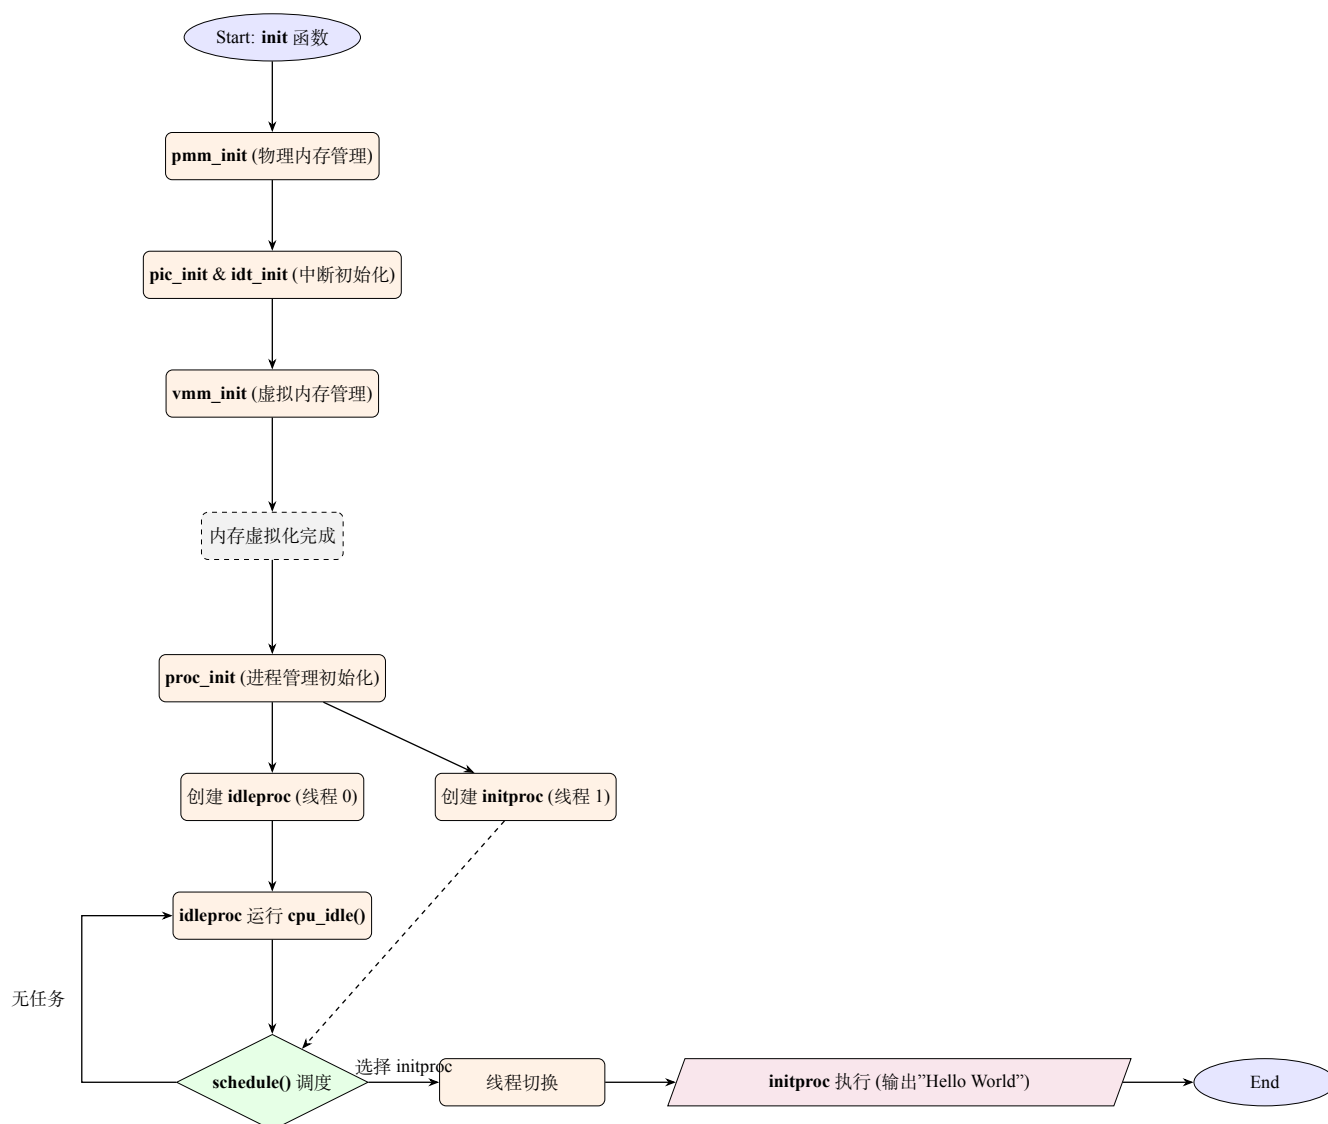 Start: init 函数
pmm_init (物理内存管理)
pic_init & idt_init (中断初始化)
vmm_init (虚拟内存管理)
内存虚拟化完成
proc_init (进程管理初始化)
创建 idleproc (线程 0)
创建 initproc (线程 1)
idleproc 运行 cpu_idle()
无任务
schedule() 调度
选择 initproc
线程切换
initproc 执行 (输出”Hello World”)
End